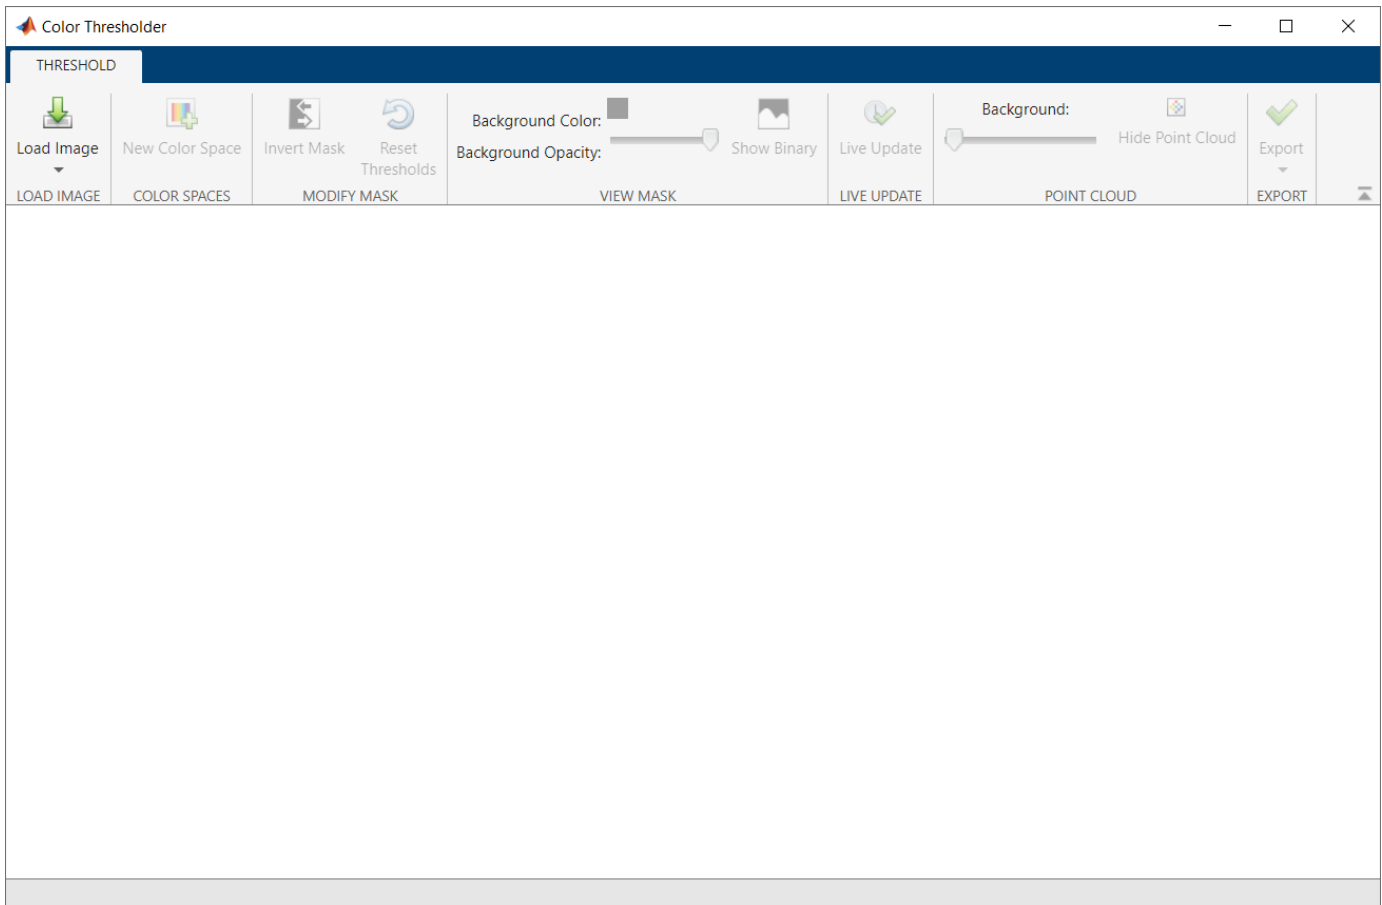 Color Thresholder
THRESHOLD
Load Image
New Color Space
Invert Mask
Reset
Thresholds
Background Color:
Background Opacity:
Show Binary
Live Update
Background:
Hide Point Cloud
Export
LOAD IMAGE
COLOR SPACES
MODIFY MASK
VIEW MASK
LIVE UPDATE
POINT CLOUD
EXPORT